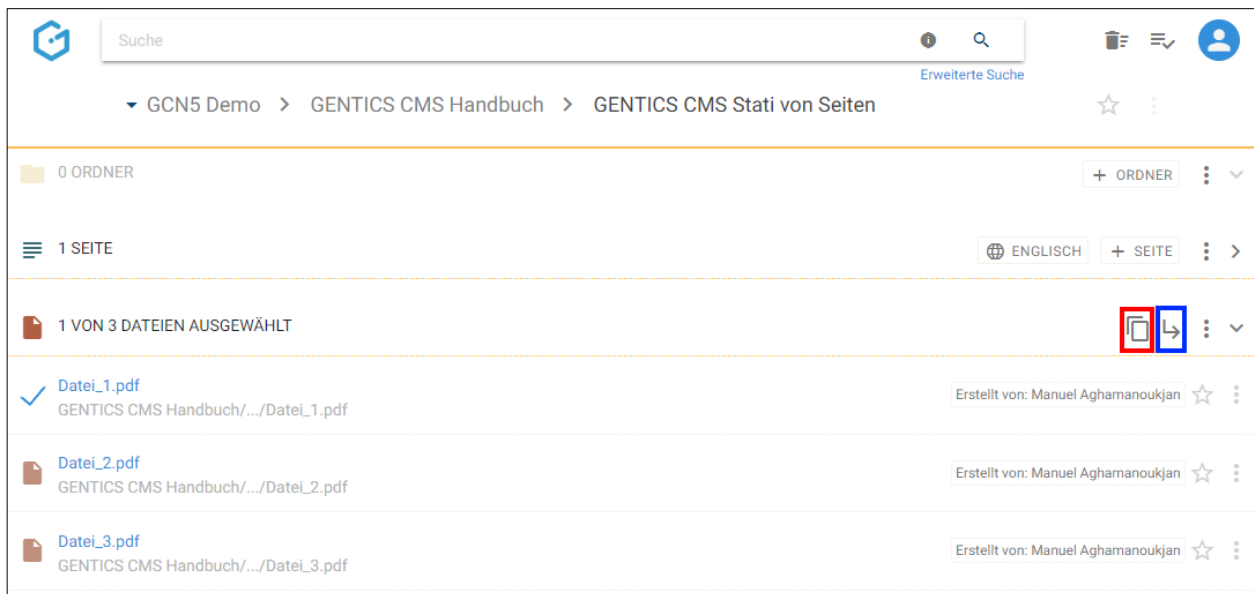 Suche
Erweiterte Suche
GCN5 Demo > GENTICS CMS Handbuch > GENTICS CMS Stati von Seiten
0 ORDNER + ORDNER
1 SEITE ENGLISCH + SEITE
1 VON 3 DATEIEN AUSGEWÄHLT
Datei_1.pdf
GENTICS CMS Handbuch/.../Datei_1.pdf
Erstellt von: Manuel Aghamanoukjan
Datei_2.pdf
GENTICS CMS Handbuch/.../Datei_2.pdf
Erstellt von: Manuel Aghamanoukjan
Datei_3.pdf
GENTICS CMS Handbuch/.../Datei_3.pdf
Erstellt von: Manuel Aghamanoukjan